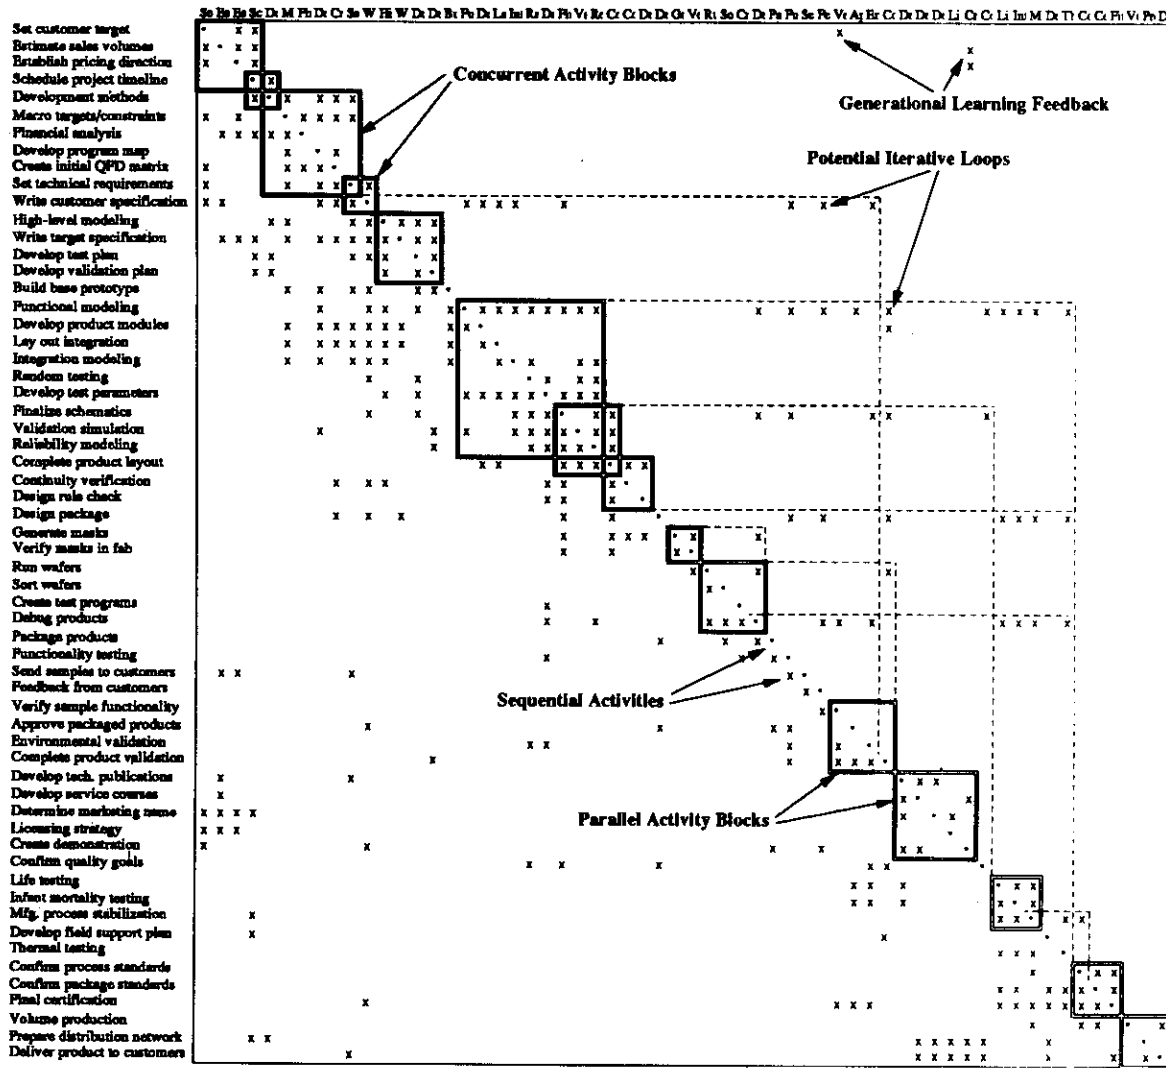 Set customer target
Estimate sales volumes
Establish pricing direction
Schedule project timeline
Development methods
Macro targets/constraints
Financial analysis
Develop program map
Create initial QFD matrix
Set technical requirements
Write customer specification
High-level modeling
Write target specification
Develop test plan
Develop validation plan
Build base prototype
Functional modeling
Develop product modules
Lay out integration
Integration modeling
Random testing
Develop test parameters
Finalize schematics
Validation simulation
Reliability modeling
Complete product layout
Continuity verification
Design rule check
Design package
Generate masks
Verify masks in fab
Run wafers
Sort wafers
Create test programs
Debug products
Package products
Functionality testing
Send samples to customers
Feedback from customers
Verify sample functionality
Approve packaged products
Environmental validation
Complete product validation
Develop tech. publications
Develop service courses
Determine marketing name
Licensing strategy
Create demonstration
Confirm quality goals
Life testing
Infant mortality testing
Mfg. process stabilization
Develop field support plan
Thermal testing
Confirm process standards
Confirm package standards
Final certification
Volume production
Prepare distribution network
Deliver product to customers
Concurrent Activity Blocks
Generational Learning Feedback
Potential Iterative Loops
Sequential Activities
Parallel Activity Blocks